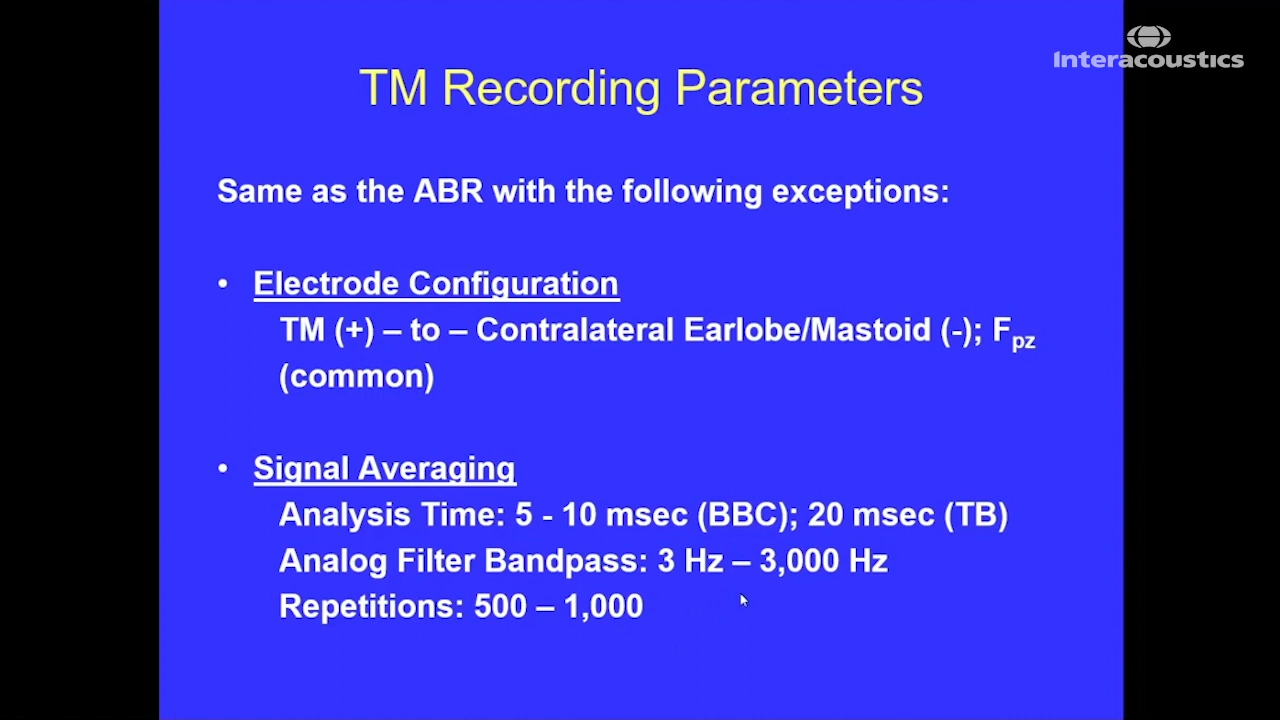 Interacoustics
TM Recording Parameters
Same as the ABR with the following exceptions:
• Electrode Configuration
TM (+) – to – Contralateral Earlobe/Mastoid (-); Fpz
(common)
• Signal Averaging
Analysis Time: 5 - 10 msec (BBC); 20 msec (TB)
Analog Filter Bandpass: 3 Hz – 3,000 Hz
Repetitions: 500 – 1,000